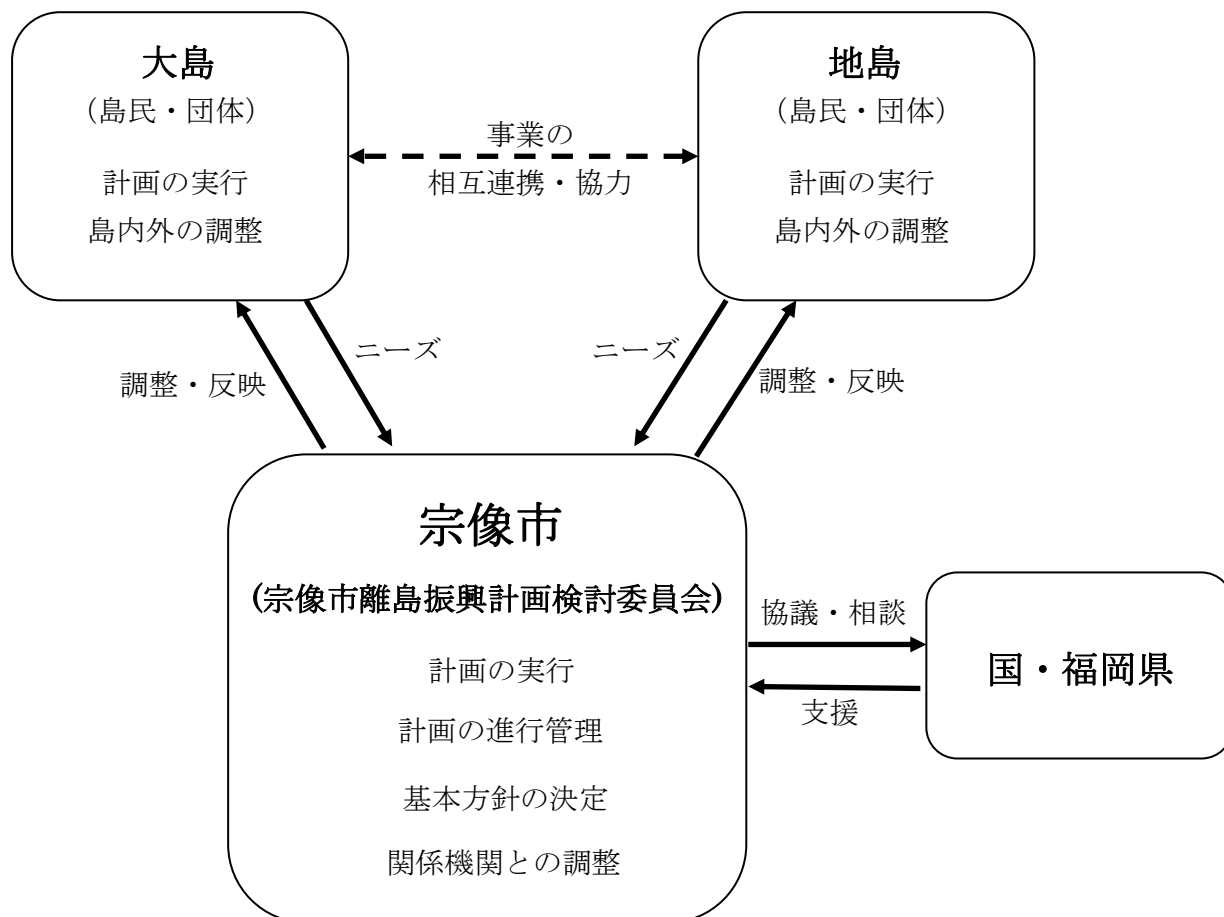 大島
（島民・団体）
計画の実行
島内外の調整
事業の
相互連携・協力
地島
（島民・団体）
計画の実行
島内外の調整
ニーズ
調整・反映
ニーズ
調整・反映
宗像市
(宗像市離島振興計画検討委員会)
計画の実行
計画の進行管理
基本方針の決定
関係機関との調整
協議・相談
支援
国・福岡県